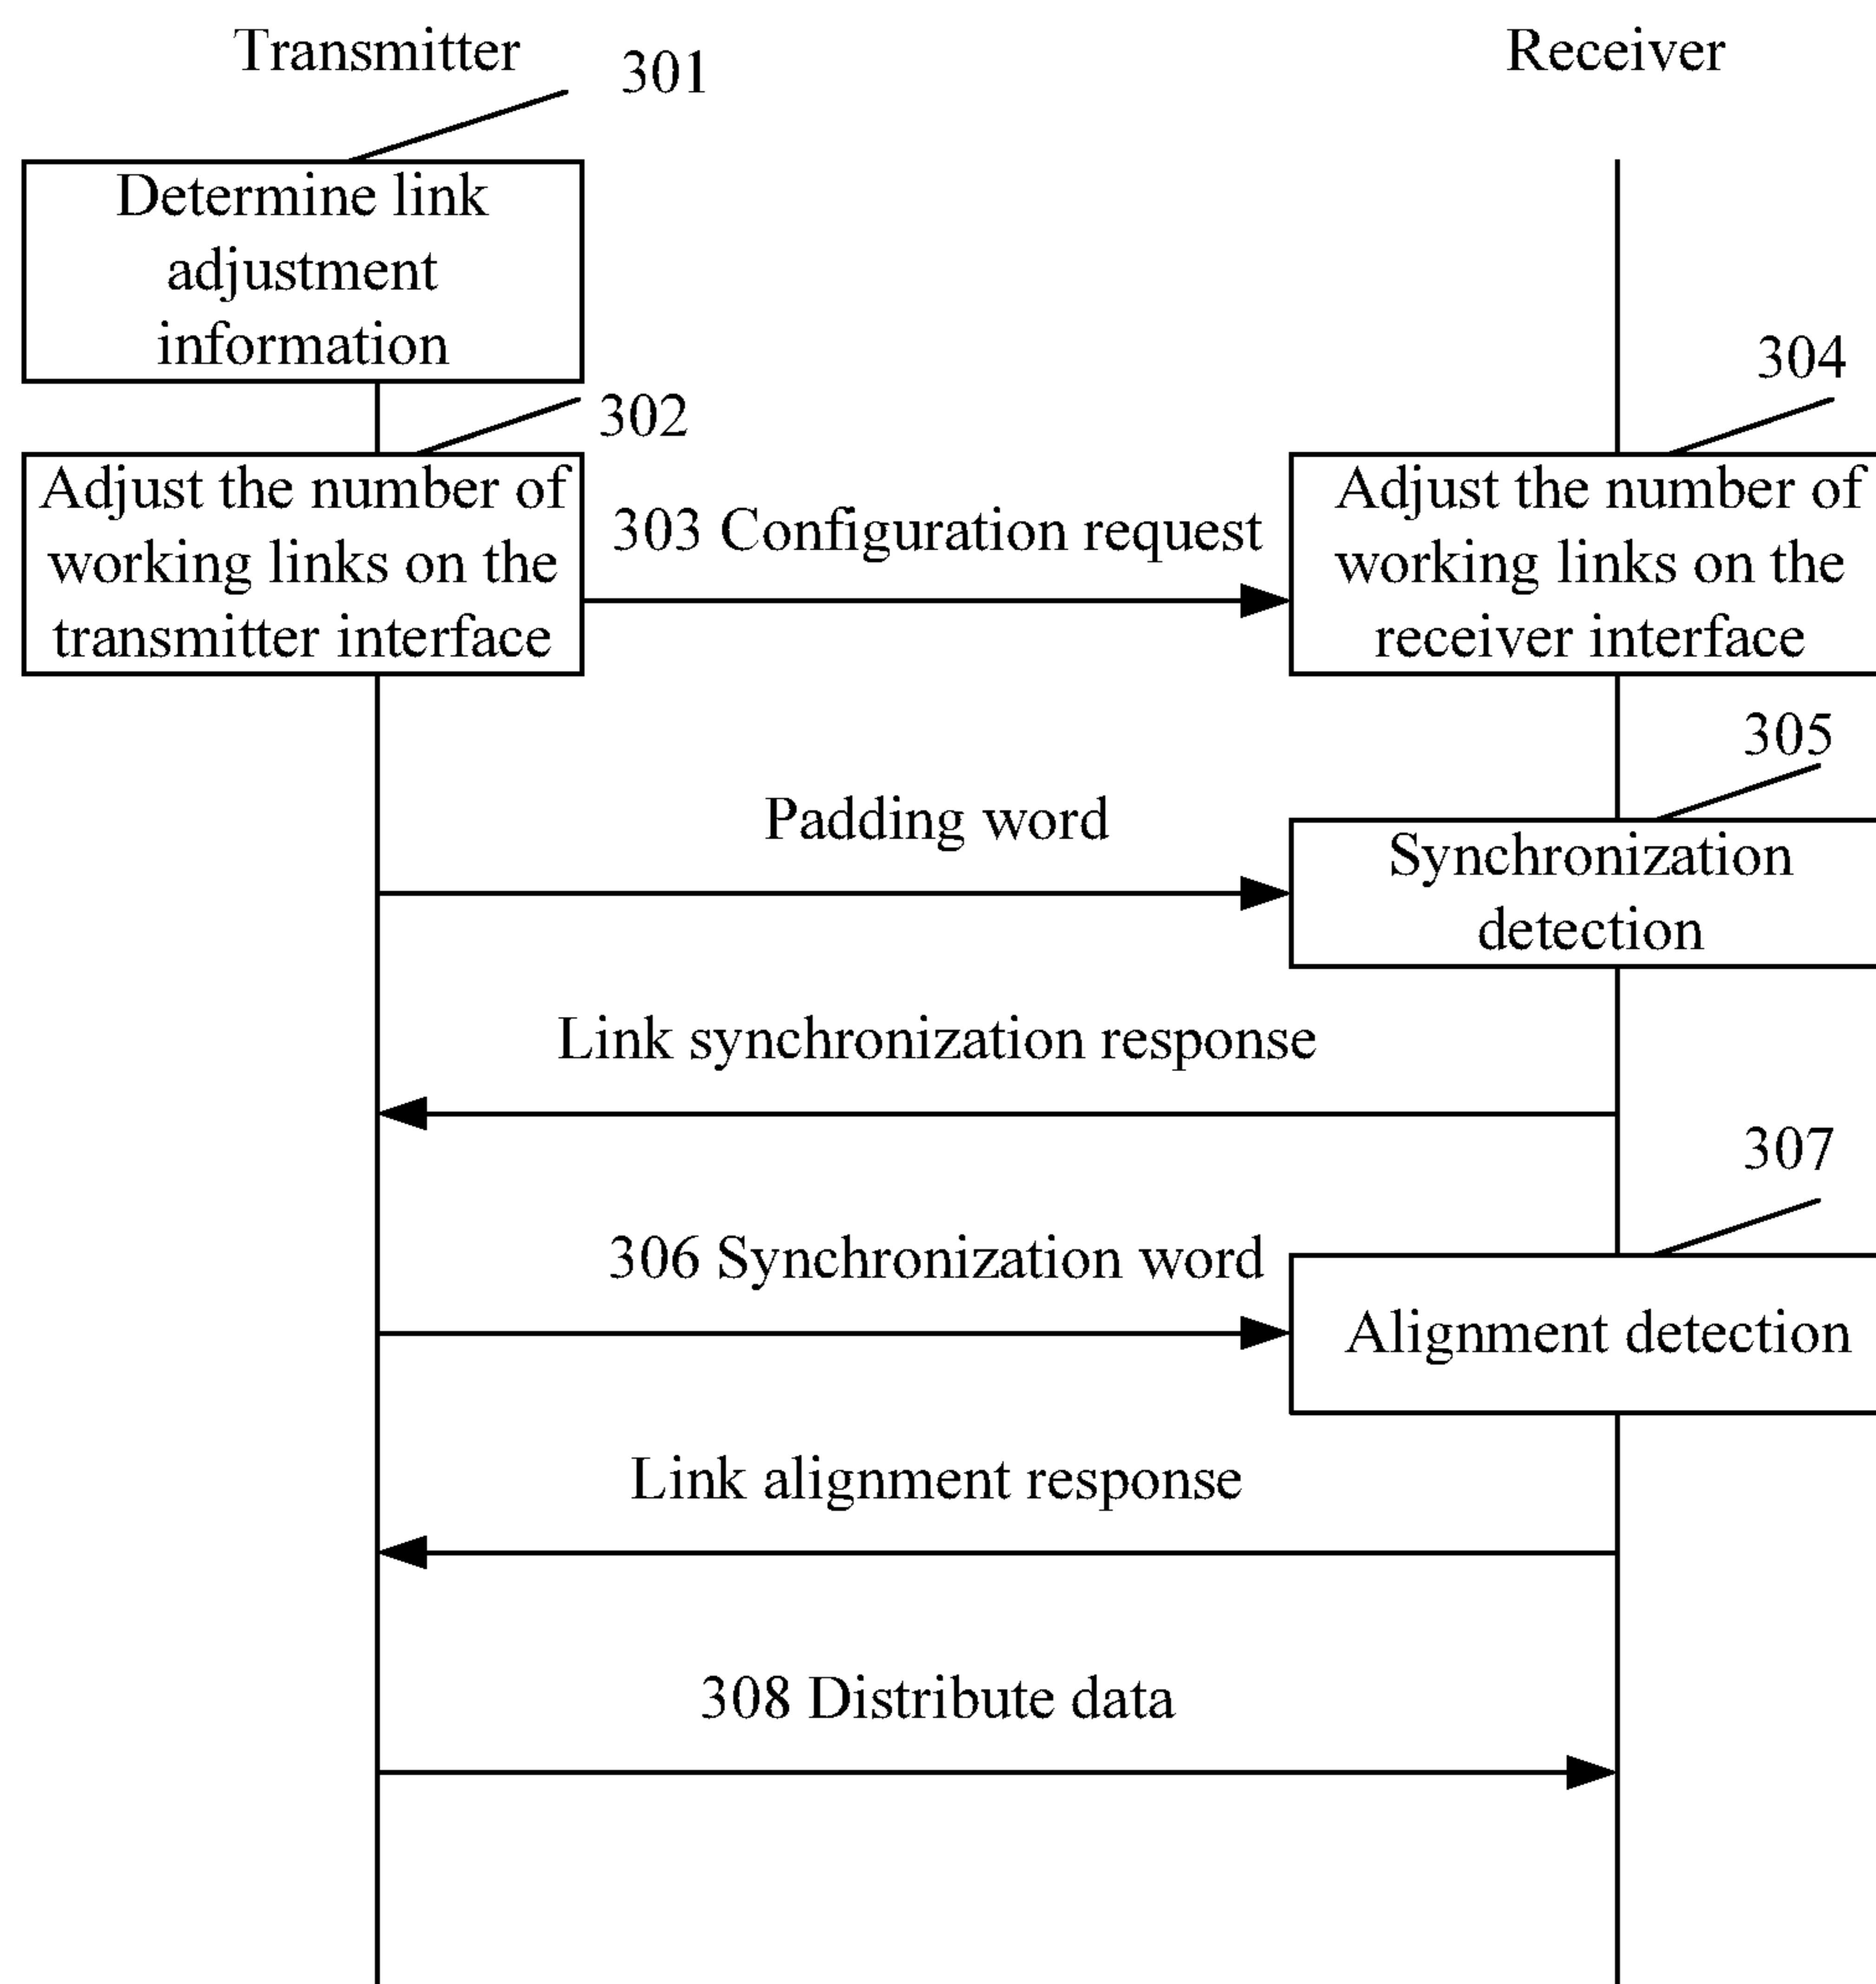 Transmitter
Receiver
301
Determine link
adjustment
information
302
304
Adjust the number of
working links on the
transmitter interface
303 Configuration request
Adjust the number of
working links on the
receiver interface
305
Padding word
Synchronization
detection
Link synchronization response
307
306 Synchronization word
Alignment detection
Link alignment response
308 Distribute data